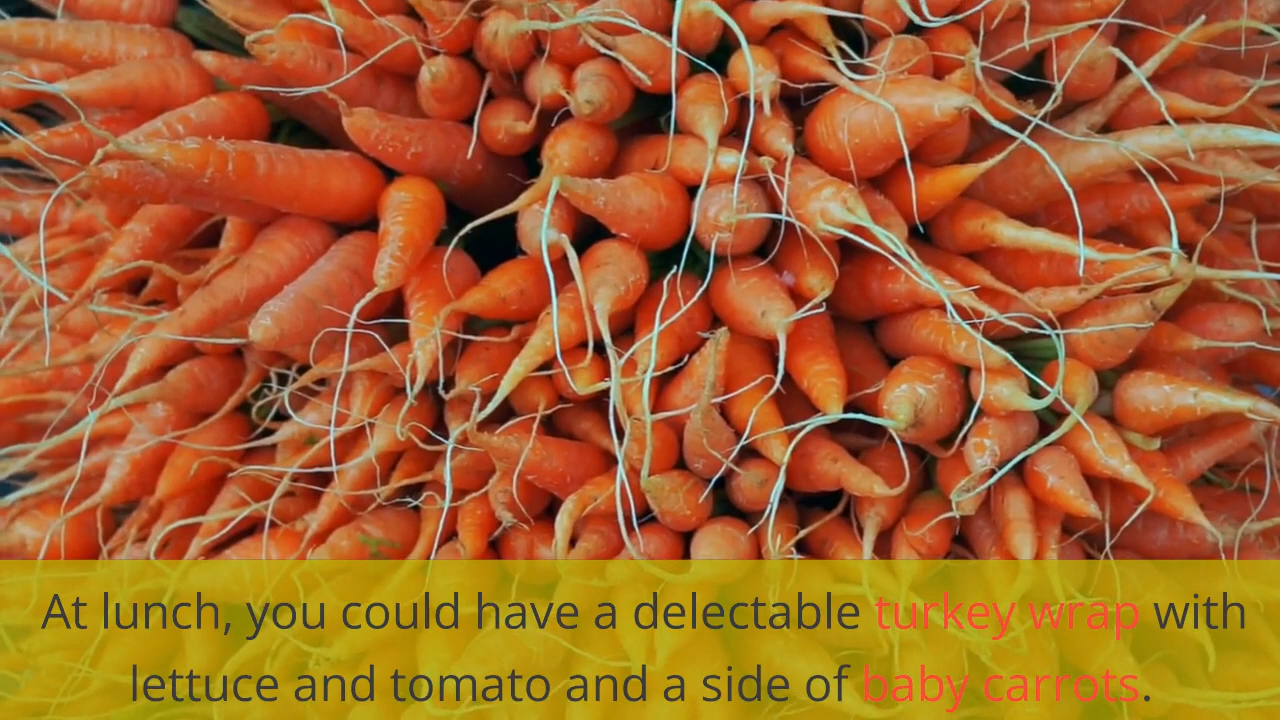 At lunch, you could have a delectable turkey wrap with
lettuce and tomato and a side of baby carrots.